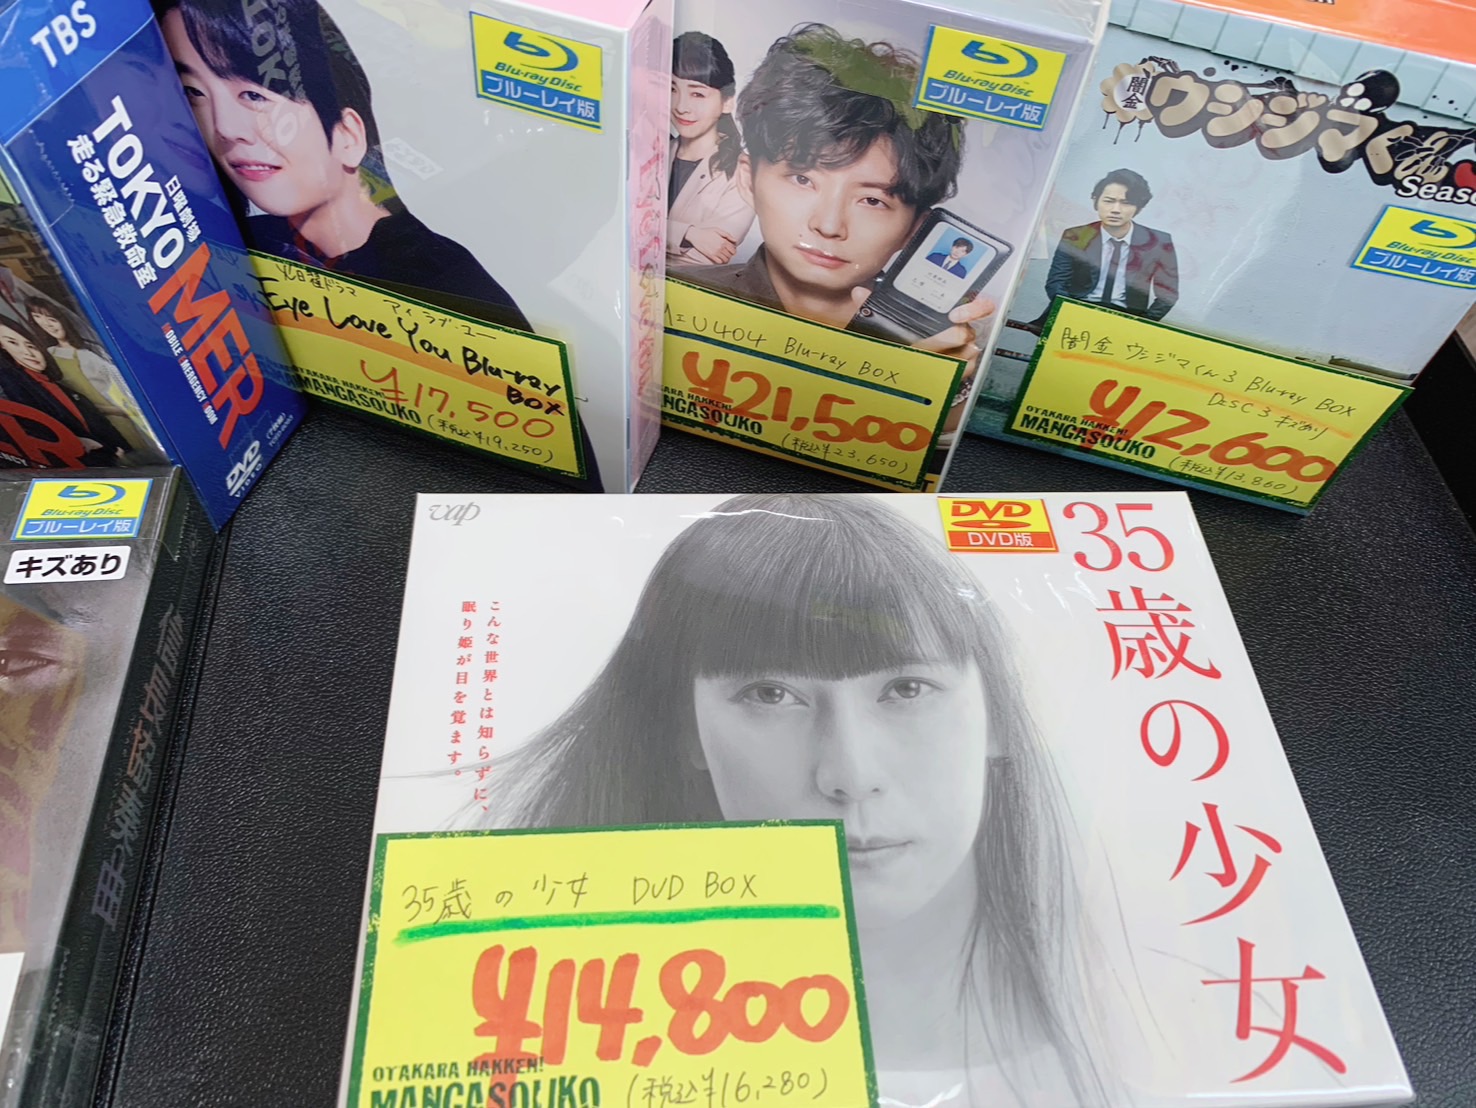 TBS
日曜劇場
TOKYO MER
走る緊急救命室
MOBILE EMERGENCY ROOM
DVD
VIDEO
Blu-ray Disc
ブルーレイ版
火曜ドラマ アイ・ラブ・ユー
Eye Love You Blu-ray
BOX
¥17,500
OTAKARA HAKKEN!
MANGASOUKO
(税込¥19,250)
Blu-ray Disc
ブルーレイ版
MIU404 Blu-ray BOX
¥21,500
MANGASOUKO
(税込¥23,650)
闇金
ウシジマくん
Seas
Blu-ray Disc
ブルーレイ版
闇金ウシジマくん3 Blu-ray BOX
DISC3 キズあり
¥12,600
OTAKARA HAKKEN!
MANGASOUKO
(税込¥13,860)
Blu-ray Disc
ブルーレイ版
キズあり
vap
DVD
DVD版
35歳の少女
こんな世界とは知らずに、
眠り姫が目を覚ます。
35歳の少女 DVD BOX
¥14,800
OTAKARA HAKKEN!
MANGASOUKO
(税込¥16,280)